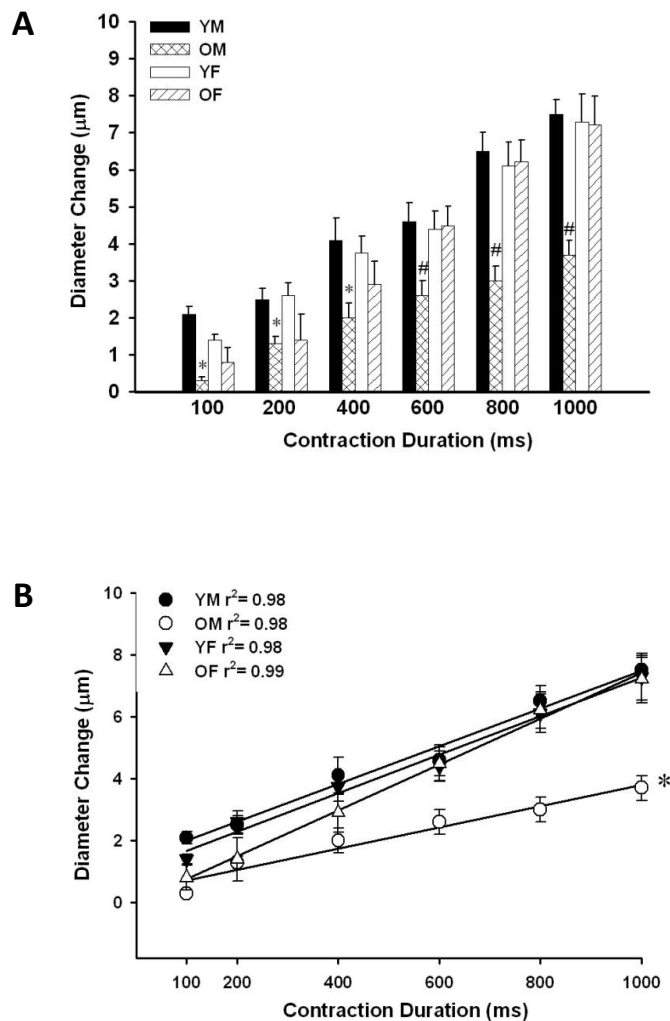 A
YM
OM
YF
OF
Diameter Change (μm)
10
9
8
7
6
5
4
3
2
1
0
*
*
*
#
#
#
100 200 400 600 800 1000
Contraction Duration (ms)
B
YM r²= 0.98
OM r²= 0.98
YF r²= 0.98
OF r²= 0.99
Diameter Change (μm)
10
8
6
4
2
0
*
100 200 400 600 800 1000
Contraction Duration (ms)